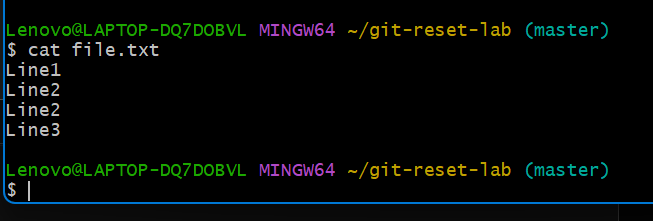 Lenovo@LAPTOP-DQ7DOBVL MINGW64 ~/git-reset-lab (master)
$ cat file.txt
Line1
Line2
Line2
Line3
Lenovo@LAPTOP-DQ7DOBVL MINGW64 ~/git-reset-lab (master)
$